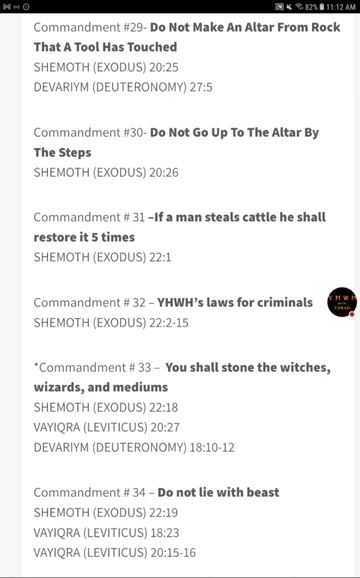 82% 11:12 AM
Commandment #29- Do Not Make An Altar From Rock
That A Tool Has Touched
SHEMOTH (EXODUS) 20:25
DEVARIYM (DEUTERONOMY) 27:5
Commandment #30- Do Not Go Up To The Altar By
The Steps
SHEMOTH (EXODUS) 20:26
Commandment # 31 –If a man steals cattle he shall
restore it 5 times
SHEMOTH (EXODUS) 22:1
Commandment # 32 – YHWH's laws for criminals
SHEMOTH (EXODUS) 22:2-15
*Commandment # 33 – You shall stone the witches,
wizards, and mediums
SHEMOTH (EXODUS) 22:18
VAYIQRA (LEVITICUS) 20:27
DEVARIYM (DEUTERONOMY) 18:10-12
Commandment # 34 – Do not lie with beast
SHEMOTH (EXODUS) 22:19
VAYIQRA (LEVITICUS) 18:23
VAYIQRA (LEVITICUS) 20:15-16